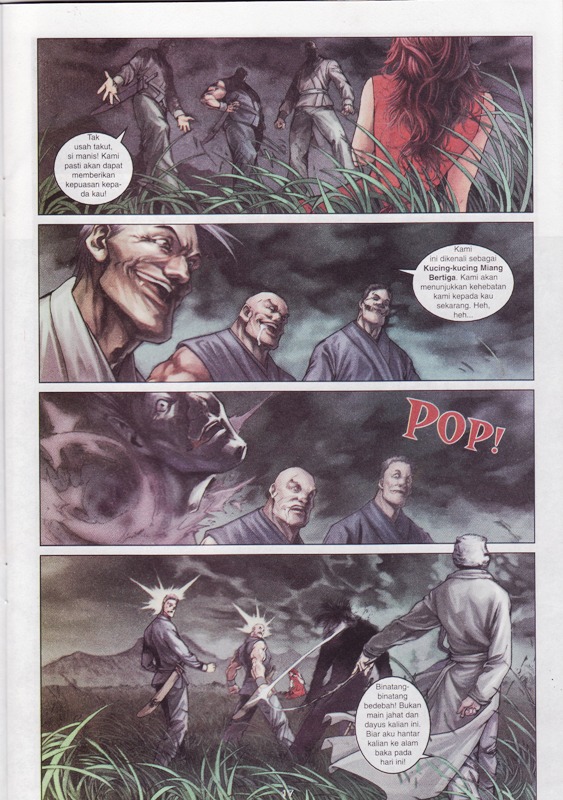 Tak
usah takut,
si manis! Kami
pasti akan dapat
memberikan
kepuasan kepa-
da kau!
Kami
ini dikenali sebagai
Kucing-kucing Miang
Bertiga. Kami akan
menunjukkan kehebatan
kami kepada kau
sekarang. Heh,
heh...
POP!
Binatang-
binatang
bedebah! Bukan
main jahat dan
dayus kalian ini.
Biar aku hantar
kalian ke alam
baka pada
hari ini!